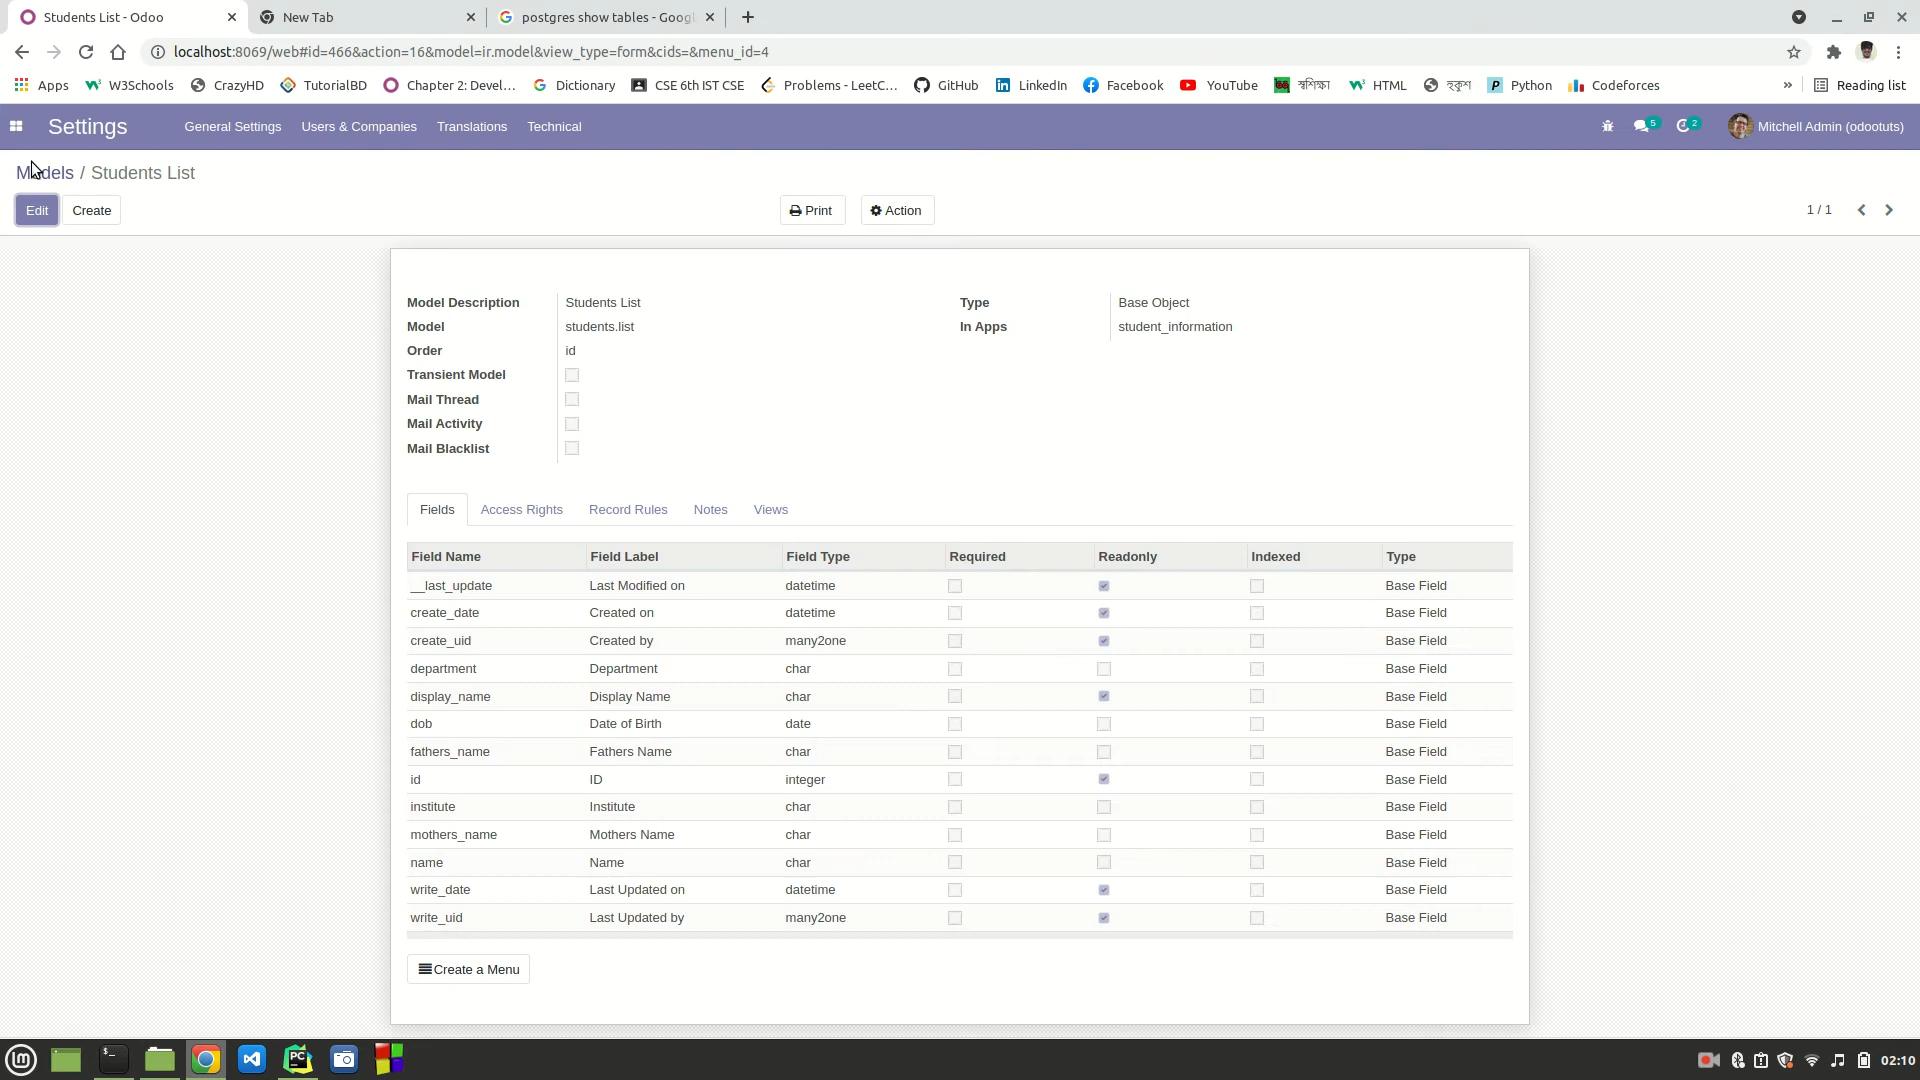 Students List - Odoo
New Tab
postgres show tables - Goog
localhost:8069/web#id=466&action=16&model=ir.model&view_type=form&cids=&menu_id=4
Apps W3Schools CrazyHD TutorialBD Chapter 2: Devel... Dictionary CSE 6th IST CSE Problems - LeetC... GitHub LinkedIn Facebook YouTube স্বশিক্ষা HTML হুকুশ Python Codeforces » Reading list
Settings General Settings Users & Companies Translations Technical 5 2 Mitchell Admin (odootuts)
Models / Students List
Edit Create Print Action 1 / 1
Model Description Students List Type Base Object
Model students.list In Apps student_information
Order id
Transient Model
Mail Thread
Mail Activity
Mail Blacklist
Fields Access Rights Record Rules Notes Views
Field Name Field Label Field Type Required Readonly Indexed Type
__last_update Last Modified on datetime Base Field
create_date Created on datetime Base Field
create_uid Created by many2one Base Field
department Department char Base Field
display_name Display Name char Base Field
dob Date of Birth date Base Field
fathers_name Fathers Name char Base Field
id ID integer Base Field
institute Institute char Base Field
mothers_name Mothers Name char Base Field
name Name char Base Field
write_date Last Updated on datetime Base Field
write_uid Last Updated by many2one Base Field
Create a Menu
02:10